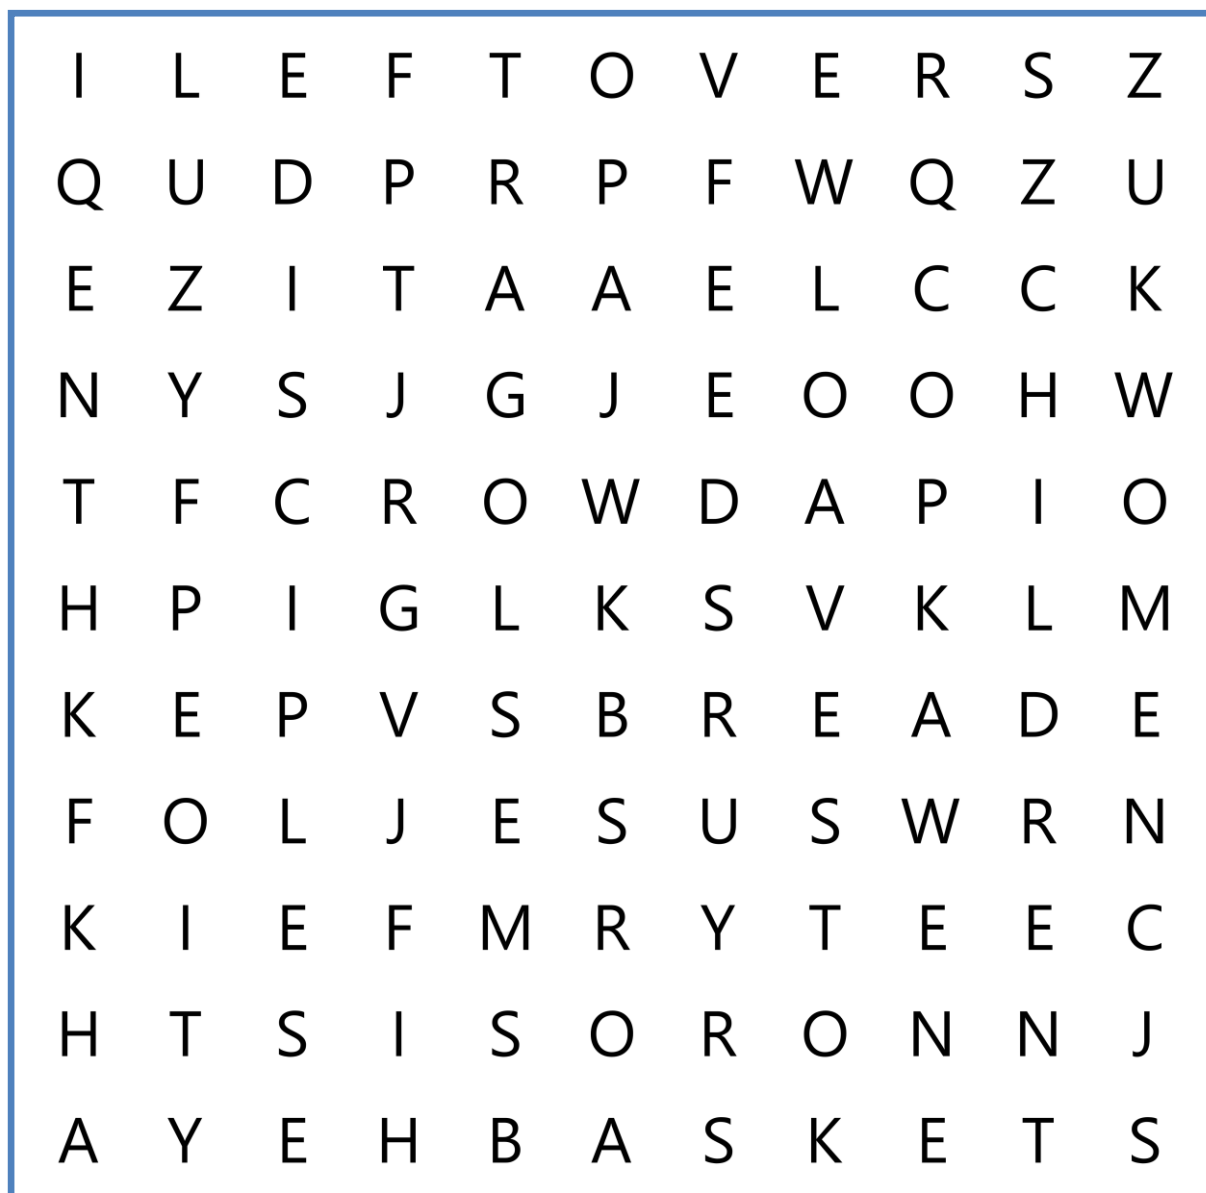 I L E F T O V E R S Z
Q U D P R P F W Q Z U
E Z I T A A E L C C K
N Y S J G J E O O H W
T F C R O W D A P I O
H P I G L K S V K L M
K E P V S B R E A D E
F O L J E S U S W R N
K I E F M R Y T E E C
H T S I S O R O N N J
A Y E H B A S K E T S